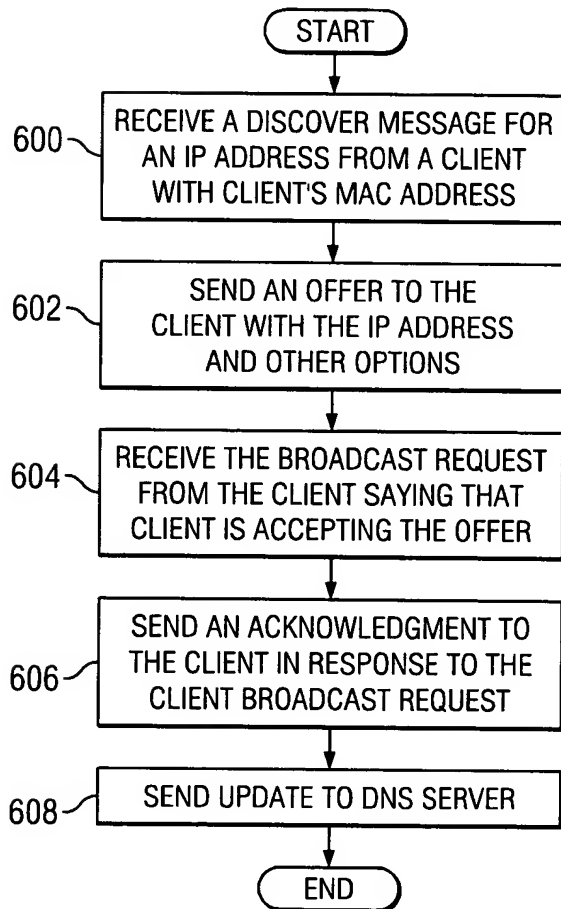 START
600
RECEIVE A DISCOVER MESSAGE FOR
AN IP ADDRESS FROM A CLIENT
WITH CLIENT'S MAC ADDRESS
602
SEND AN OFFER TO THE
CLIENT WITH THE IP ADDRESS
AND OTHER OPTIONS
604
RECEIVE THE BROADCAST REQUEST
FROM THE CLIENT SAYING THAT
CLIENT IS ACCEPTING THE OFFER
606
SEND AN ACKNOWLEDGMENT TO
THE CLIENT IN RESPONSE TO THE
CLIENT BROADCAST REQUEST
608
SEND UPDATE TO DNS SERVER
END